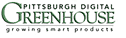 PITTSBURGH DIGITAL
GREENHOUSE
growing smart products